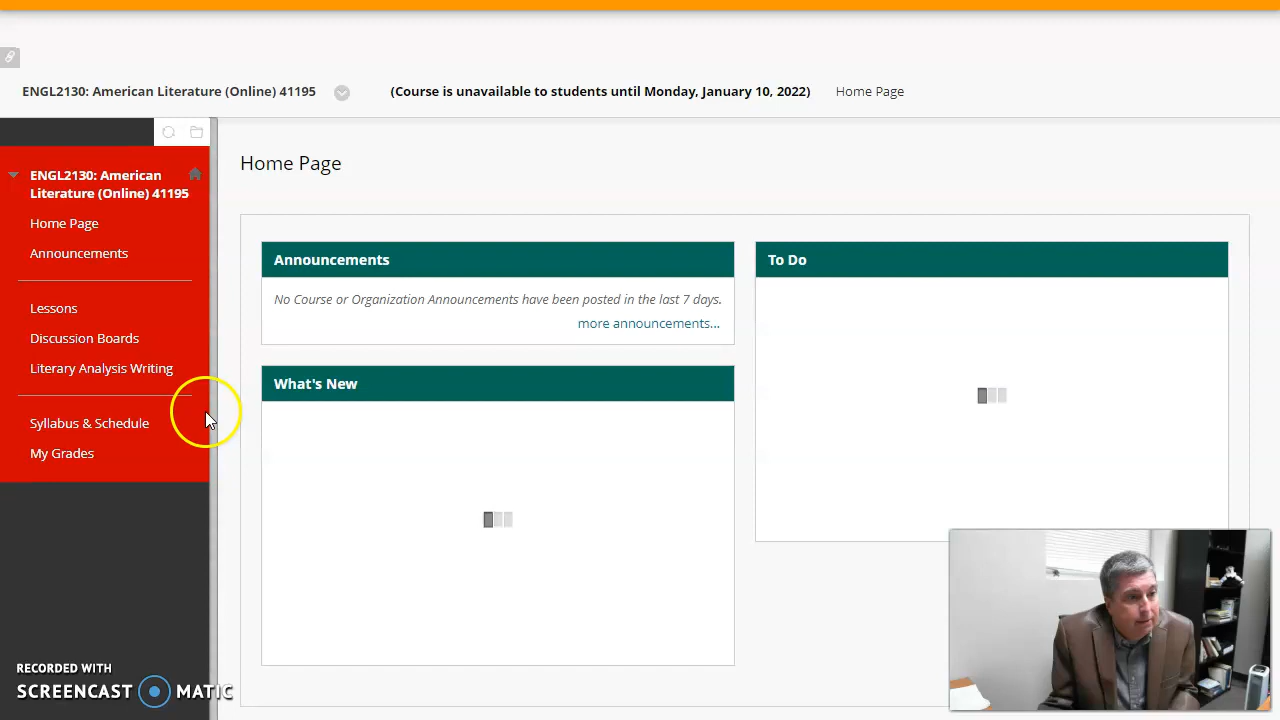 ENGL2130: American Literature (Online) 41195
(Course is unavailable to students until Monday, January 10, 2022)
Home Page
ENGL2130: American
Literature (Online) 41195
Home Page
Announcements
Lessons
Discussion Boards
Literary Analysis Writing
Syllabus & Schedule
My Grades
Home Page
Announcements
No Course or Organization Announcements have been posted in the last 7 days.
more announcements...
What's New
To Do
RECORDED WITH
SCREENCAST MATIC